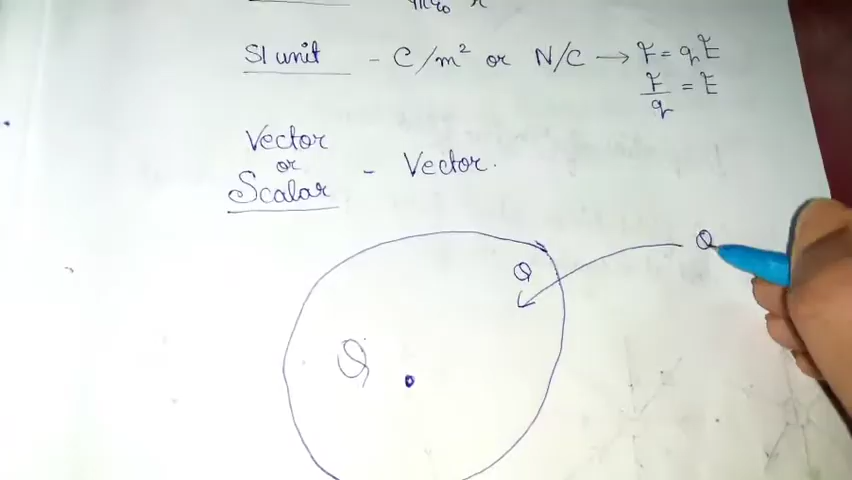 SI unit - C/m² or N/C → F = qE
F/q = E
Vector
or
Scalar - Vector.
Q
Q
Q